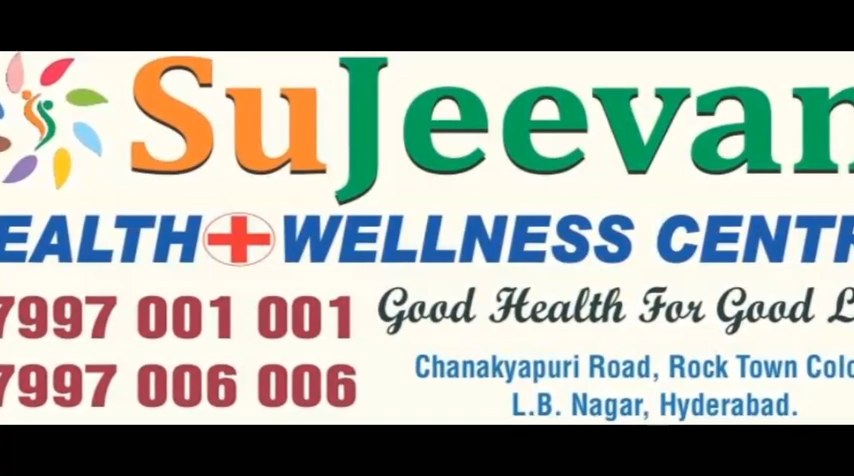 SuJeevan
EALTH+WELLNESS CENTR
7997 001 001
Good Health For Good L
7997 006 006
Chanakyapuri Road, Rock Town Colo
L.B. Nagar, Hyderabad.